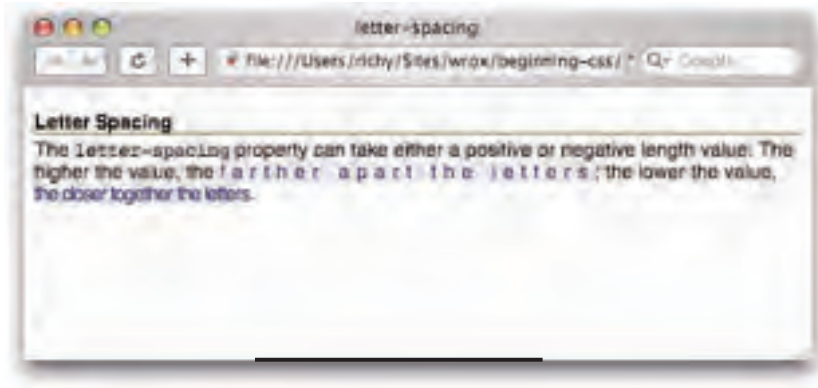 letter-spacing
file:///Users/richy/Sites/wrox/beginning-css/
Letter Spacing
The letter-spacing property can take either a positive or negative length value. The
higher the value, the farther apart the letters; the lower the value,
the closer together the letters.